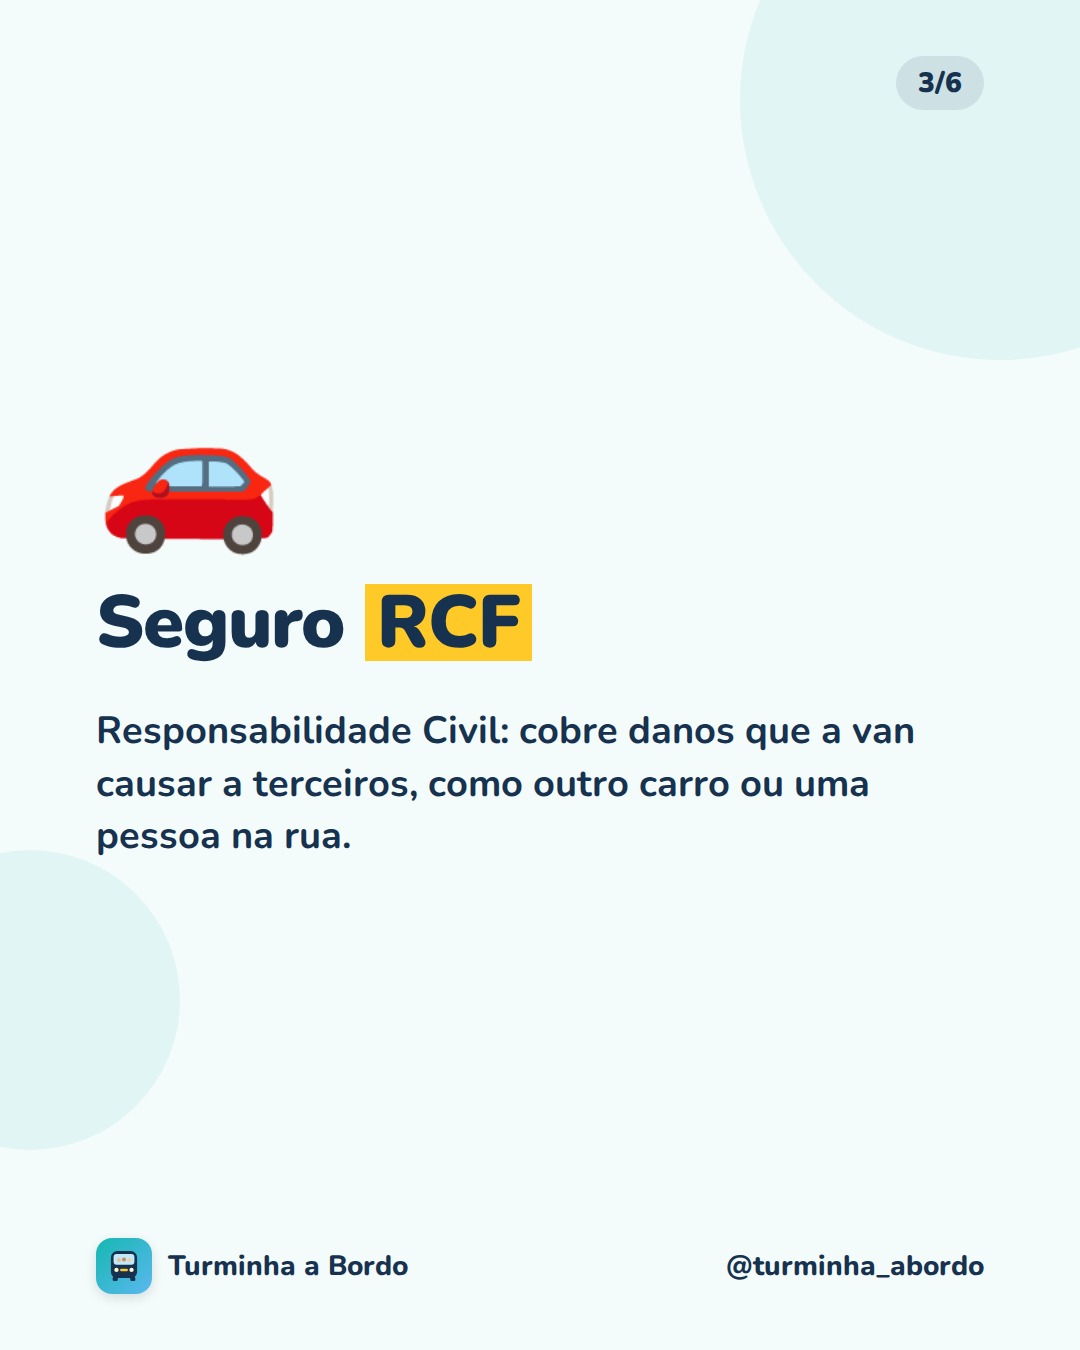 3/6
Seguro RCF
Responsabilidade Civil: cobre danos que a van
causar a terceiros, como outro carro ou uma
pessoa na rua.
Turminha a Bordo
@turminha_abordo